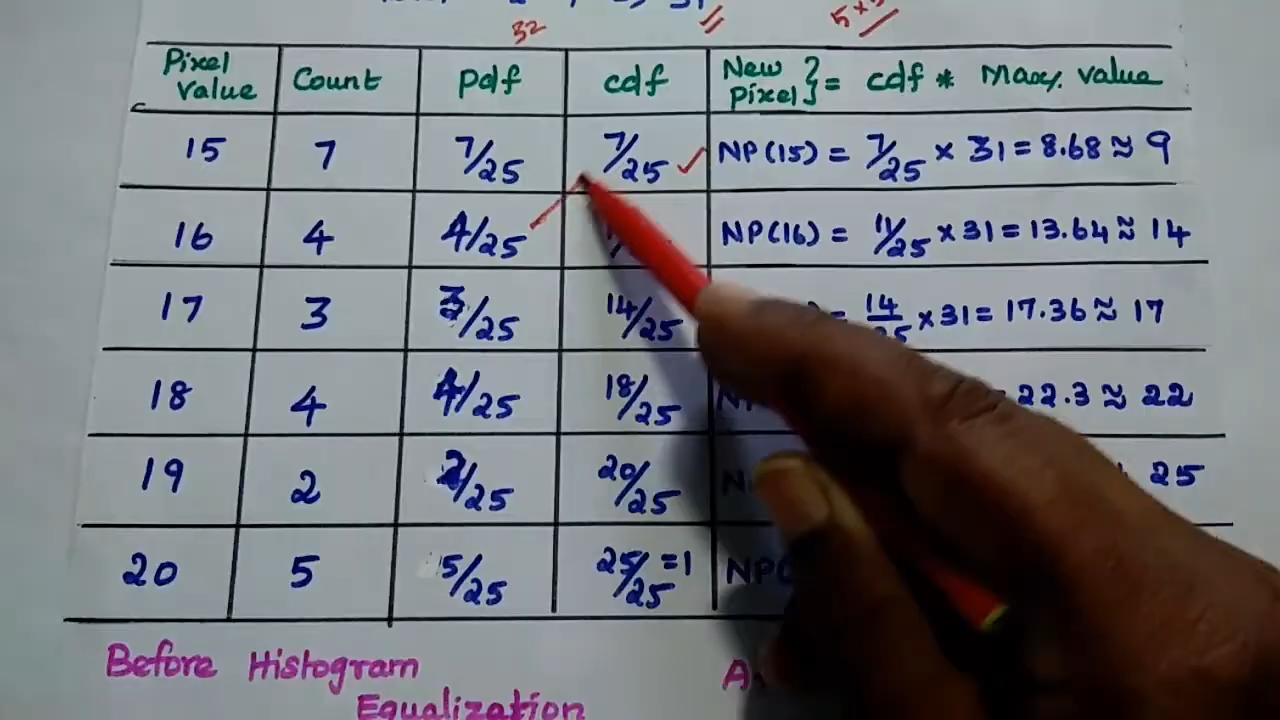 32
Pixel Value Count Pdf cdf New Pixel } = cdf * Max. value
15 7 7/25 7/25 ✓ NP(15) = 7/25 × 31 = 8.68 ≈ 9
16 4 4/25 NP(16) = 11/25 × 31 = 13.64 ≈ 14
17 3 3/25 14/25 = 14/25 × 31 = 17.36 ≈ 17
18 4 4/25 18/25 = 22.3 ≈ 22
19 2 2/25 20/25 25
20 5 5/25 25/25 = 1 NP(
Before Histogram
Equalization